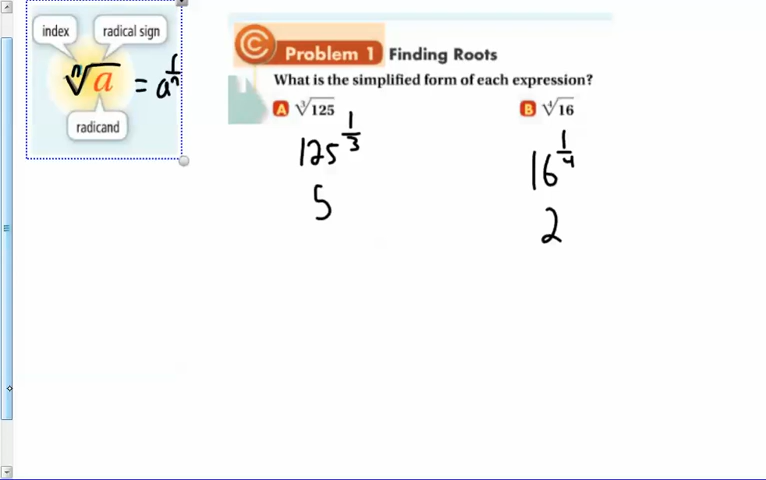 index
radical sign
ⁿ√a = a^(1/n)
radicand
C Problem 1 Finding Roots
What is the simplified form of each expression?
A ³√125
B ⁴√16
125^(1/3)
16^(1/4)
5
2